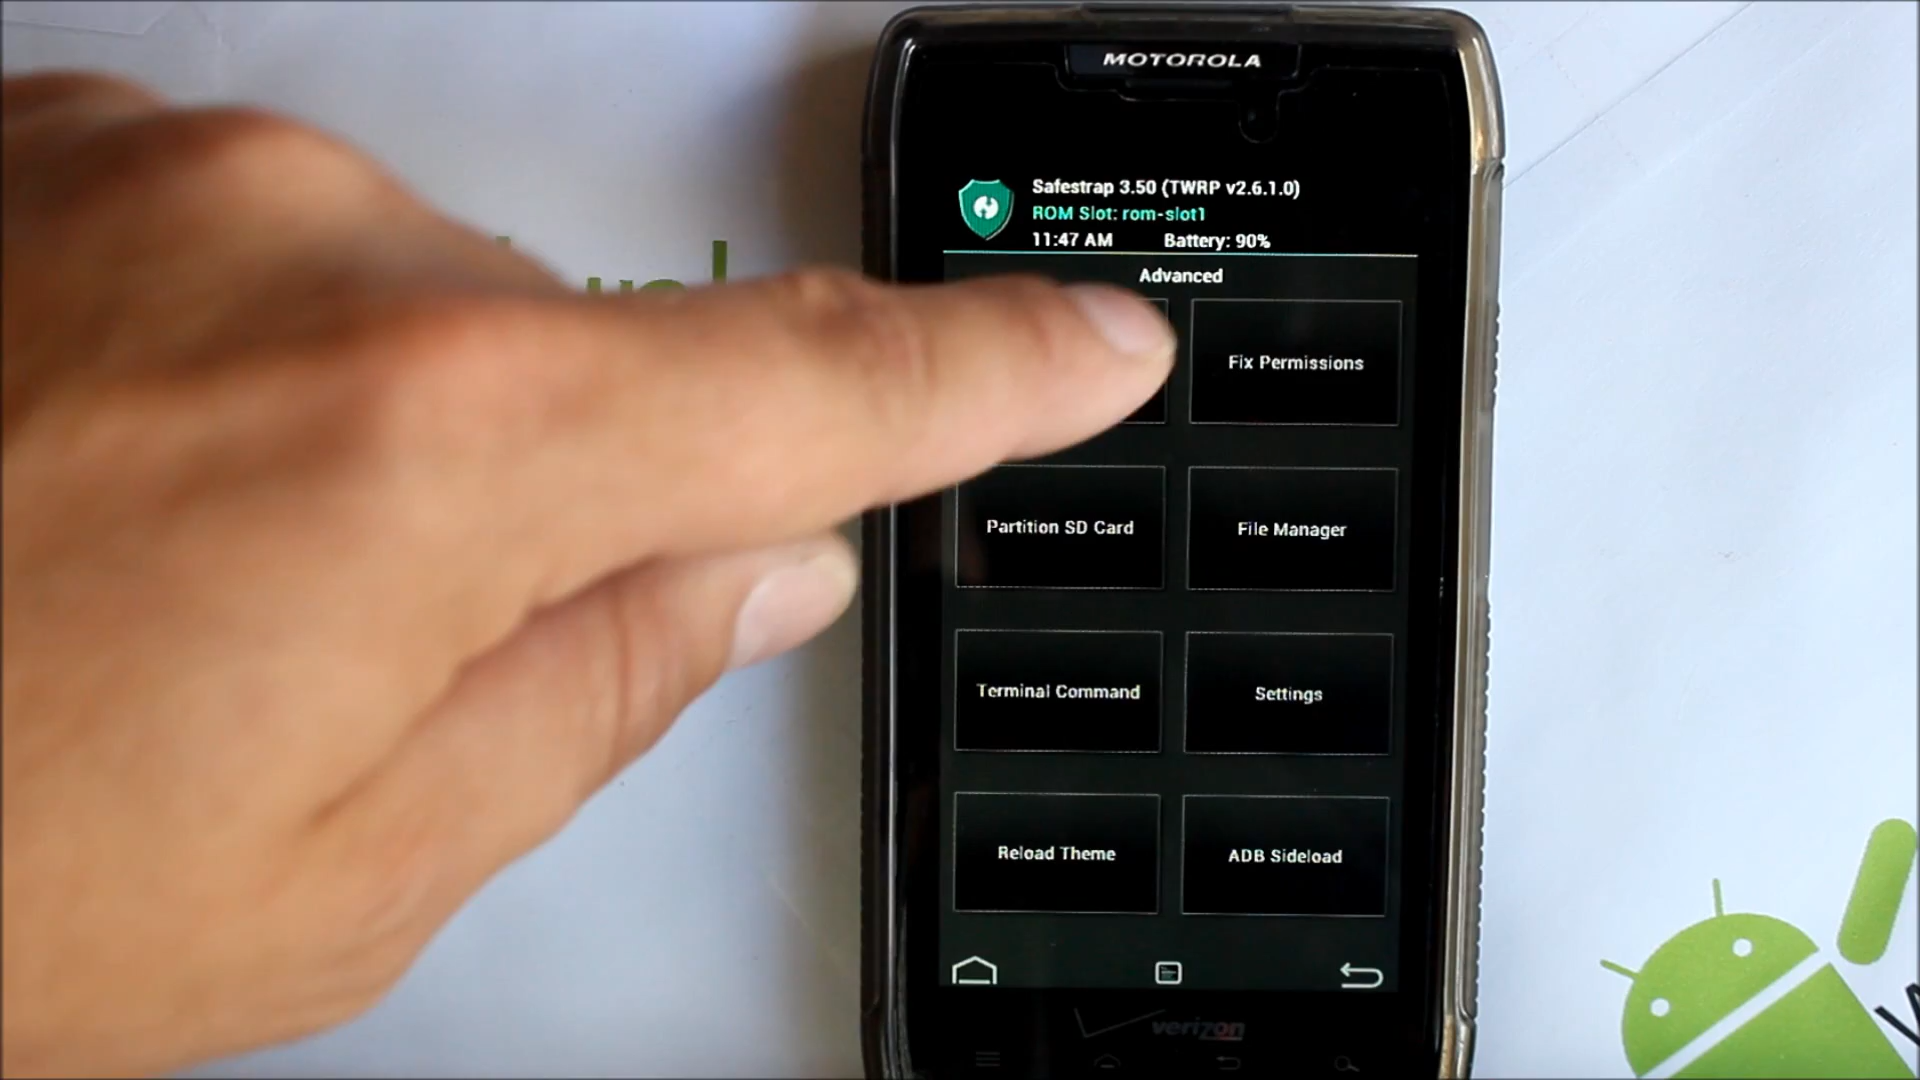 MOTOROLA
Safestrap 3.50 (TWRP v2.6.1.0)
ROM Slot: rom-slot1
11:47 AM Battery: 90%
Advanced
Fix Permissions
Partition SD Card
File Manager
Terminal Command
Settings
Reload Theme
ADB Sideload
verizon